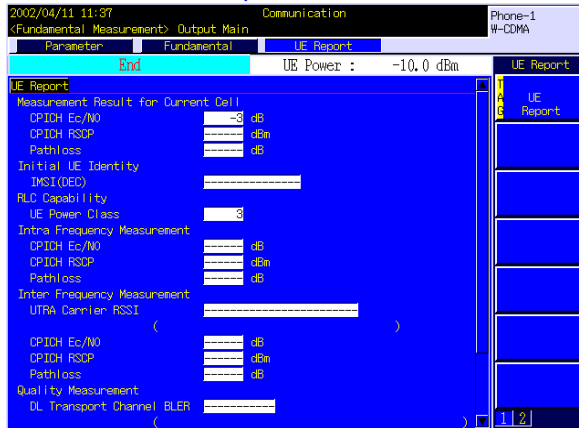 2002/04/11 11:37 Communication Phone-1
<Fundamental Measurement> Output Main W-CDMA
Parameter Fundamental UE Report
End UE Power : -10.0 dBm UE Report
UE Report
Measurement Result for Current Cell
CPICH Ec/N0 -3 dB
CPICH RSCP ------ dBm
Pathloss ------ dB
Initial UE Identity
IMSI(DEC) ---------------
RLC Capability
UE Power Class 3
Intra Frequency Measurement
CPICH Ec/N0 ------ dB
CPICH RSCP ------ dBm
Pathloss ------ dB
Inter Frequency Measurement
UTRA Carrier RSSI ------------------------
( )
CPICH Ec/N0 ------ dB
CPICH RSCP ------ dBm
Pathloss ------ dB
Quality Measurement
DL Transport Channel BLER -----------
( )
TAG
UE
Report
1 2